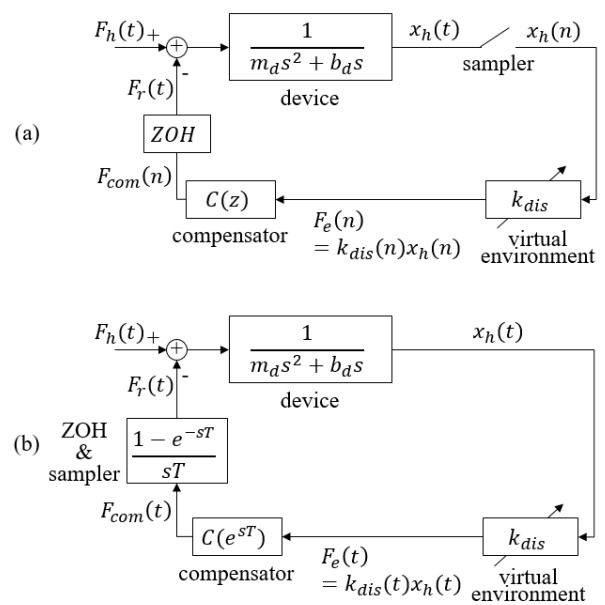 (a)
F_h(t)+
+
-
1
m_d s² + b_d s
device
x_h(t)
sampler
x_h(n)
F_r(t)
ZOH
F_com(n)
C(z)
compensator
F_e(n)
= k_dis(n)x_h(n)
k_dis
virtual
environment
(b)
F_h(t)+
+
-
1
m_d s² + b_d s
device
x_h(t)
F_r(t)
ZOH
&
sampler
1 − e^{−sT}
sT
F_com(t)
C(e^{sT})
compensator
F_e(t)
= k_dis(t)x_h(t)
k_dis
virtual
environment